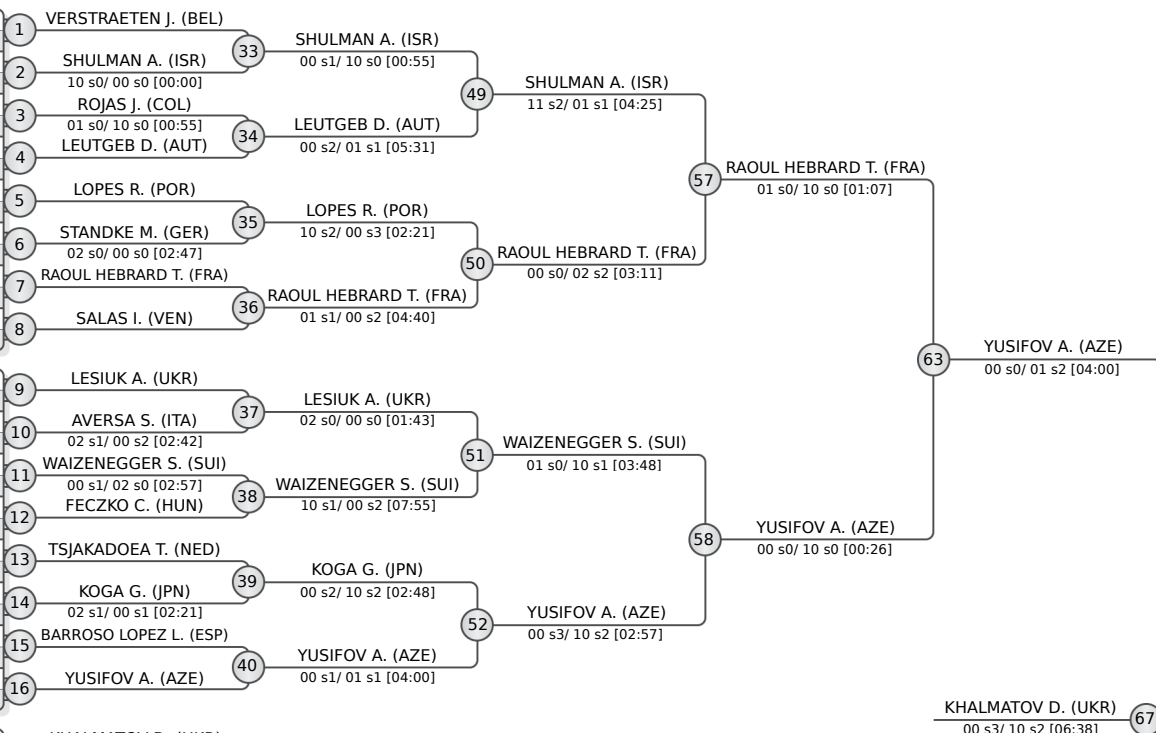 1
VERSTRAETEN J. (BEL)
2
SHULMAN A. (ISR)
10 s0/ 00 s0 [00:00]
3
ROJAS J. (COL)
01 s0/ 10 s0 [00:55]
4
LEUTGEB D. (AUT)
5
LOPES R. (POR)
6
STANDKE M. (GER)
02 s0/ 00 s0 [02:47]
7
RAOUL HEBRARD T. (FRA)
8
SALAS I. (VEN)
9
LESIUK A. (UKR)
10
AVERSA S. (ITA)
02 s1/ 00 s2 [02:42]
11
WAIZENEGGER S. (SUI)
00 s1/ 02 s0 [02:57]
12
FECZKO C. (HUN)
13
TSJAKADOEA T. (NED)
14
KOGA G. (JPN)
02 s1/ 00 s1 [02:21]
15
BARROSO LOPEZ L. (ESP)
16
YUSIFOV A. (AZE)
33
SHULMAN A. (ISR)
00 s1/ 10 s0 [00:55]
34
LEUTGEB D. (AUT)
00 s2/ 01 s1 [05:31]
35
LOPES R. (POR)
10 s2/ 00 s3 [02:21]
36
RAOUL HEBRARD T. (FRA)
01 s1/ 00 s2 [04:40]
37
LESIUK A. (UKR)
02 s0/ 00 s0 [01:43]
38
WAIZENEGGER S. (SUI)
10 s1/ 00 s2 [07:55]
39
KOGA G. (JPN)
00 s2/ 10 s2 [02:48]
40
YUSIFOV A. (AZE)
00 s1/ 01 s1 [04:00]
49
SHULMAN A. (ISR)
11 s2/ 01 s1 [04:25]
50
RAOUL HEBRARD T. (FRA)
00 s0/ 02 s2 [03:11]
51
WAIZENEGGER S. (SUI)
01 s0/ 10 s1 [03:48]
52
YUSIFOV A. (AZE)
00 s3/ 10 s2 [02:57]
57
RAOUL HEBRARD T. (FRA)
01 s0/ 10 s0 [01:07]
58
YUSIFOV A. (AZE)
00 s0/ 10 s0 [00:26]
63
YUSIFOV A. (AZE)
00 s0/ 01 s2 [04:00]
KHALMATOV D. (UKR)
67
00 s3/ 10 s2 [06:38]